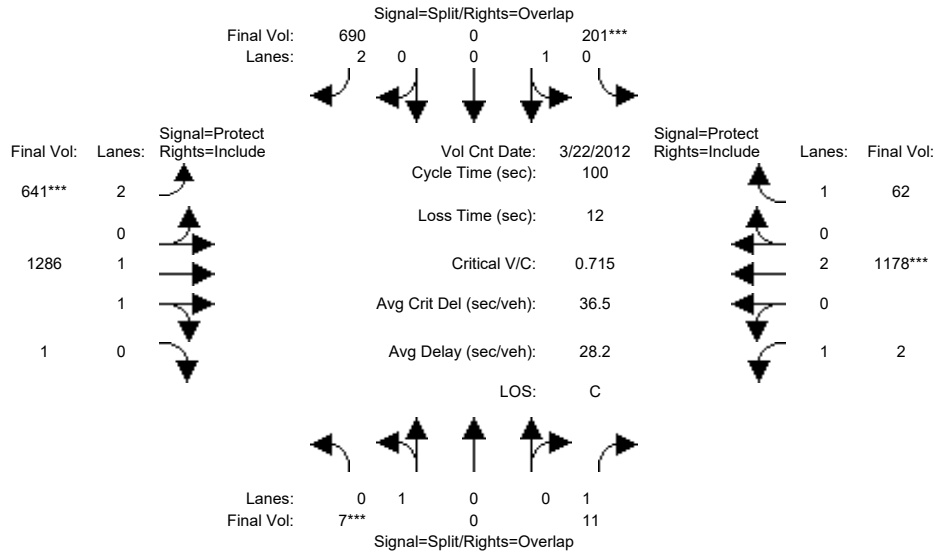 Signal=Split/Rights=Overlap
Final Vol: 690 0 201***
Lanes: 2 0 0 1 0
Signal=Protect Signal=Protect
Final Vol: Lanes: Rights=Include Vol Cnt Date: 3/22/2012 Rights=Include Lanes: Final Vol:
Cycle Time (sec): 100
641*** 2 1 62
Loss Time (sec): 12
0 0
1286 1 Critical V/C: 0.715 2 1178***
1 Avg Crit Del (sec/veh): 36.5 0
1 0 Avg Delay (sec/veh): 28.2 1 2
LOS: C
Lanes: 0 1 0 0 1
Final Vol: 7*** 0 11
Signal=Split/Rights=Overlap